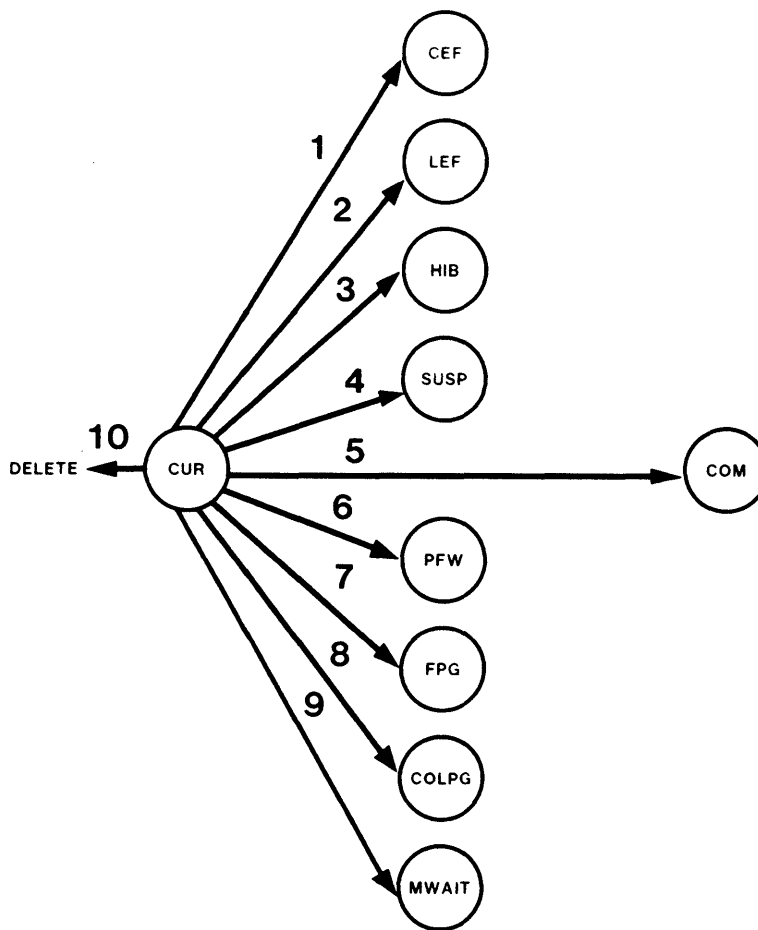 CEF
1
LEF
2
HIB
3
SUSP
4
10
5
DELETE
CUR
COM
6
PFW
7
FPG
8
9
COLPG
MWAIT